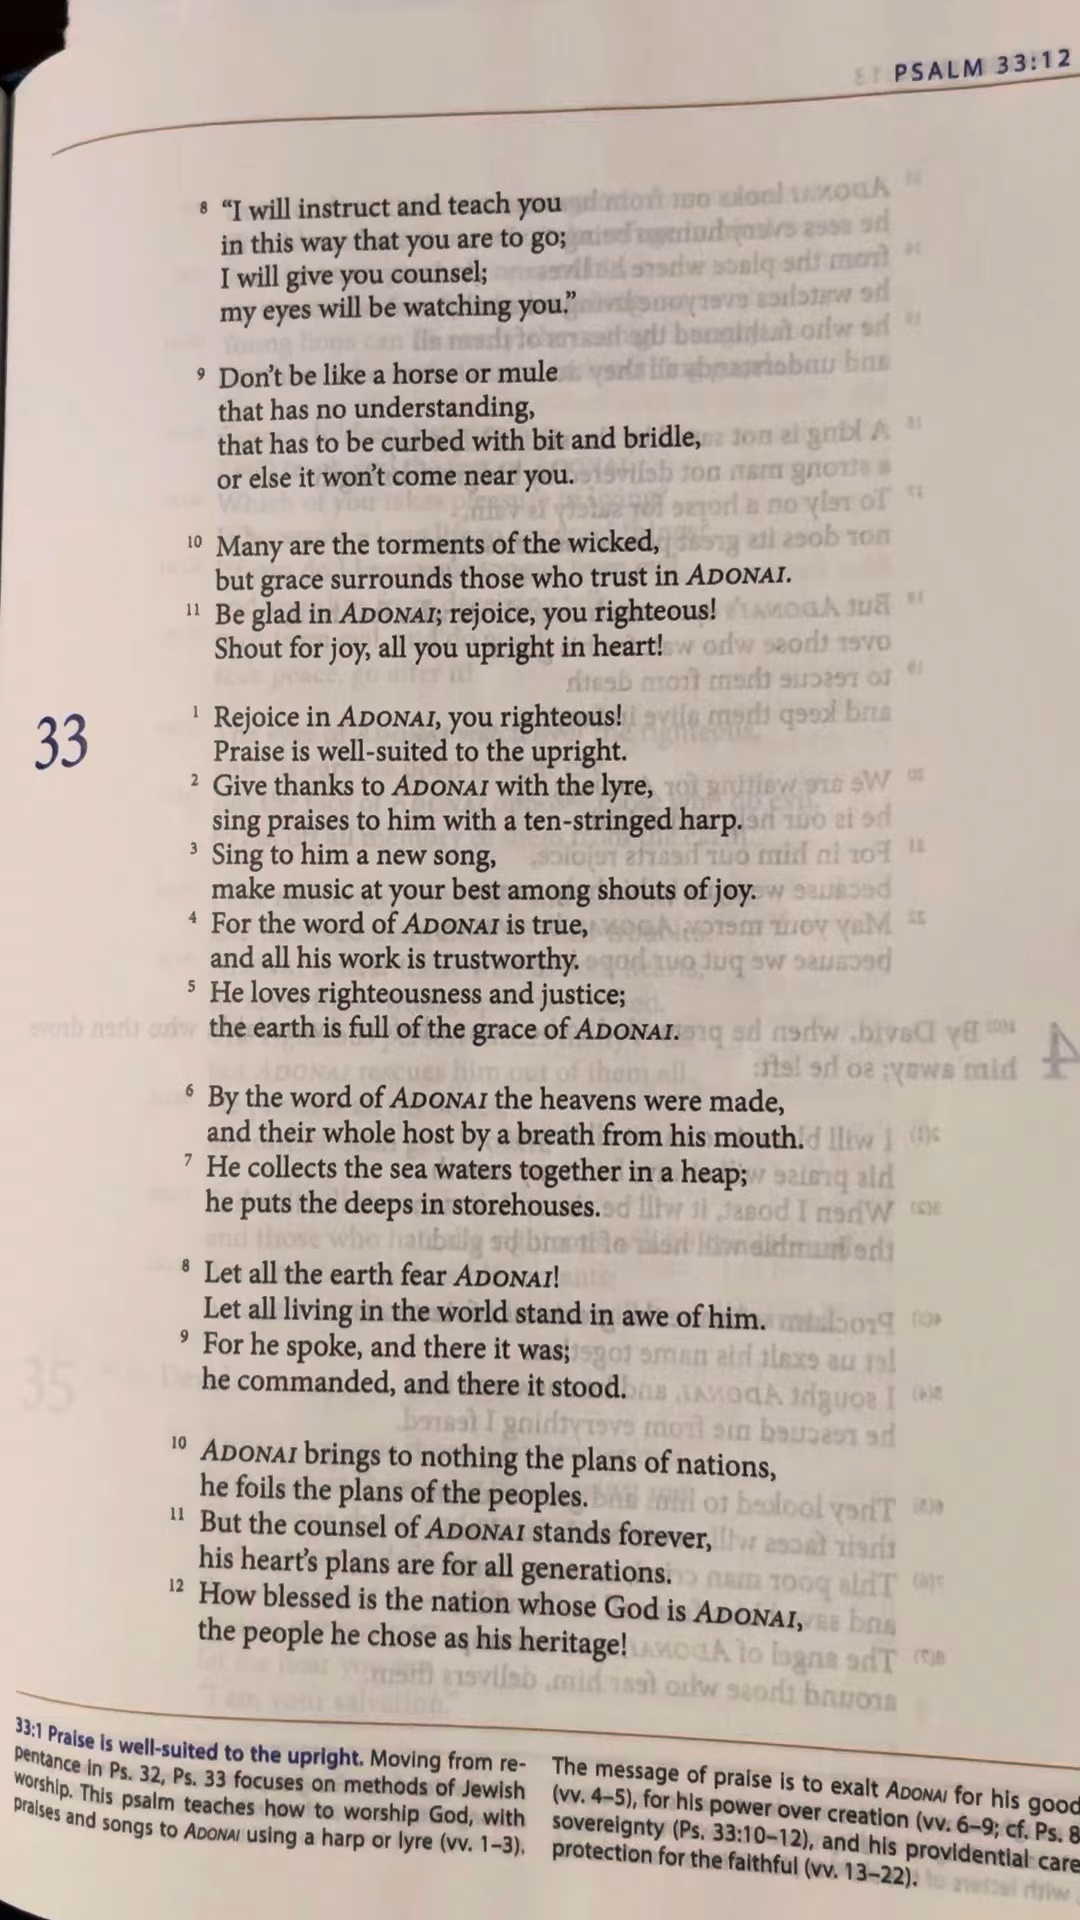 PSALM 33:12
8 “I will instruct and teach you
in this way that you are to go;
I will give you counsel;
my eyes will be watching you.”
9 Don’t be like a horse or mule
that has no understanding,
that has to be curbed with bit and bridle,
or else it won’t come near you.
10 Many are the torments of the wicked,
but grace surrounds those who trust in ADONAI.
11 Be glad in ADONAI; rejoice, you righteous!
Shout for joy, all you upright in heart!
33
1 Rejoice in ADONAI, you righteous!
Praise is well-suited to the upright.
2 Give thanks to ADONAI with the lyre,
sing praises to him with a ten-stringed harp.
3 Sing to him a new song,
make music at your best among shouts of joy.
4 For the word of ADONAI is true,
and all his work is trustworthy.
5 He loves righteousness and justice;
the earth is full of the grace of ADONAI.
6 By the word of ADONAI the heavens were made,
and their whole host by a breath from his mouth.
7 He collects the sea waters together in a heap;
he puts the deeps in storehouses.
8 Let all the earth fear ADONAI!
Let all living in the world stand in awe of him.
9 For he spoke, and there it was;
he commanded, and there it stood.
10 ADONAI brings to nothing the plans of nations,
he foils the plans of the peoples.
11 But the counsel of ADONAI stands forever,
his heart’s plans are for all generations.
12 How blessed is the nation whose God is ADONAI,
the people he chose as his heritage!
33:1 Praise is well-suited to the upright. Moving from re-
pentance in Ps. 32, Ps. 33 focuses on methods of Jewish
worship. This psalm teaches how to worship God, with
praises and songs to ADONAI using a harp or lyre (vv. 1–3).
The message of praise is to exalt ADONAI for his good
(vv. 4–5), for his power over creation (vv. 6–9; cf. Ps. 8
sovereignty (Ps. 33:10–12), and his providential care
protection for the faithful (vv. 13–22).